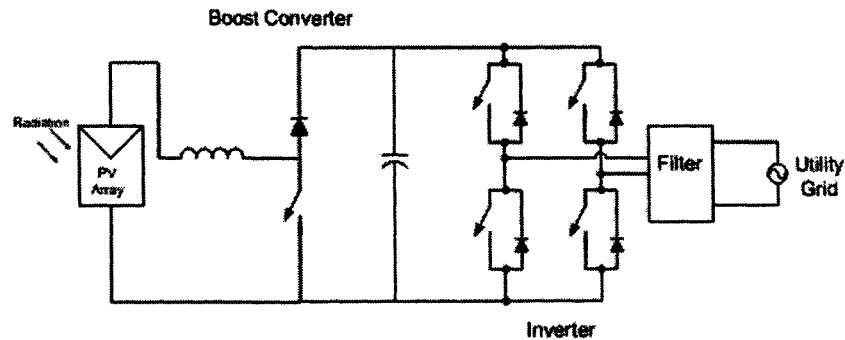 Boost Converter
Radiation
PV
Array
Filter
Utility
Grid
Inverter